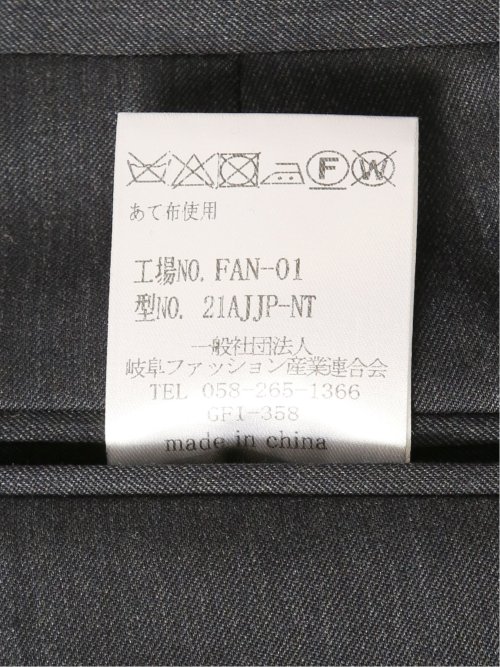 F W
あて布使用
工場NO. FAN-01
型NO. 21AJJP-NT
一般社団法人
岐阜ファッション産業連合会
TEL 058-265-1366
GFI-358
made in china